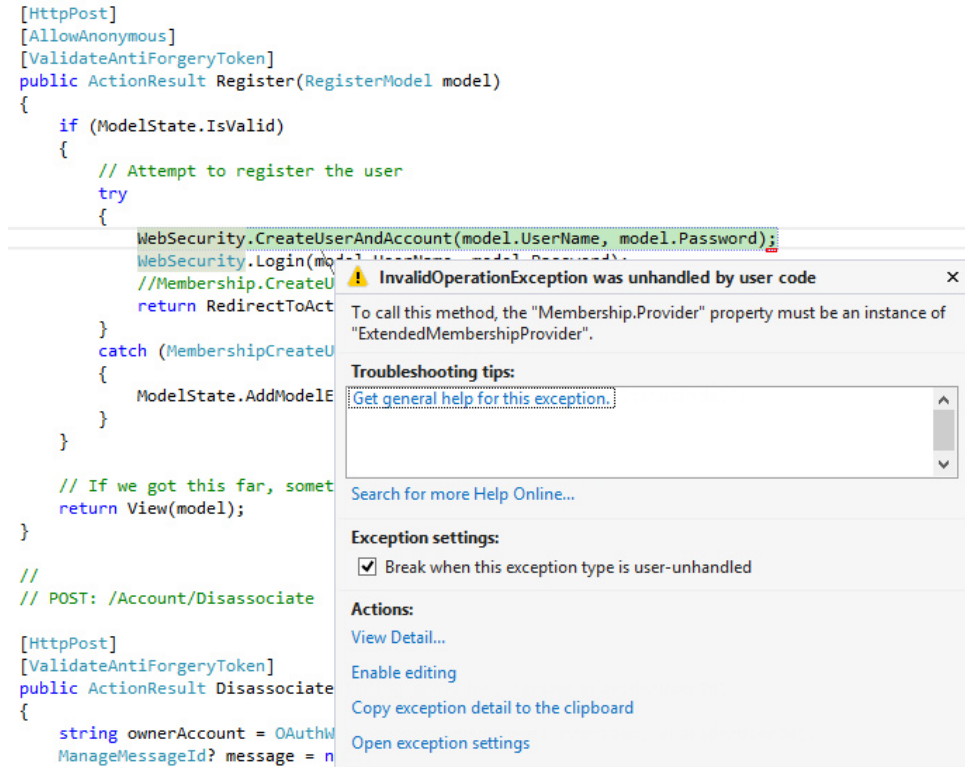 [HttpPost]
[AllowAnonymous]
[ValidateAntiForgeryToken]
public ActionResult Register(RegisterModel model)
{
if (ModelState.IsValid)
{
// Attempt to register the user
try
{
WebSecurity.CreateUserAndAccount(model.UserName, model.Password);
WebSecurity.Login(model.UserName, model.Password);
//Membership.CreateU
return RedirectToAct
}
catch (MembershipCreateU
{
ModelState.AddModelE
}
}
// If we got this far, somet
return View(model);
}
//
// POST: /Account/Disassociate
[HttpPost]
[ValidateAntiForgeryToken]
public ActionResult Disassociate
{
string ownerAccount = OAuthW
ManageMessageId? message = n
InvalidOperationException was unhandled by user code
To call this method, the "Membership.Provider" property must be an instance of
"ExtendedMembershipProvider".
Troubleshooting tips:
Get general help for this exception.
Search for more Help Online...
Exception settings:
Break when this exception type is user-unhandled
Actions:
View Detail...
Enable editing
Copy exception detail to the clipboard
Open exception settings